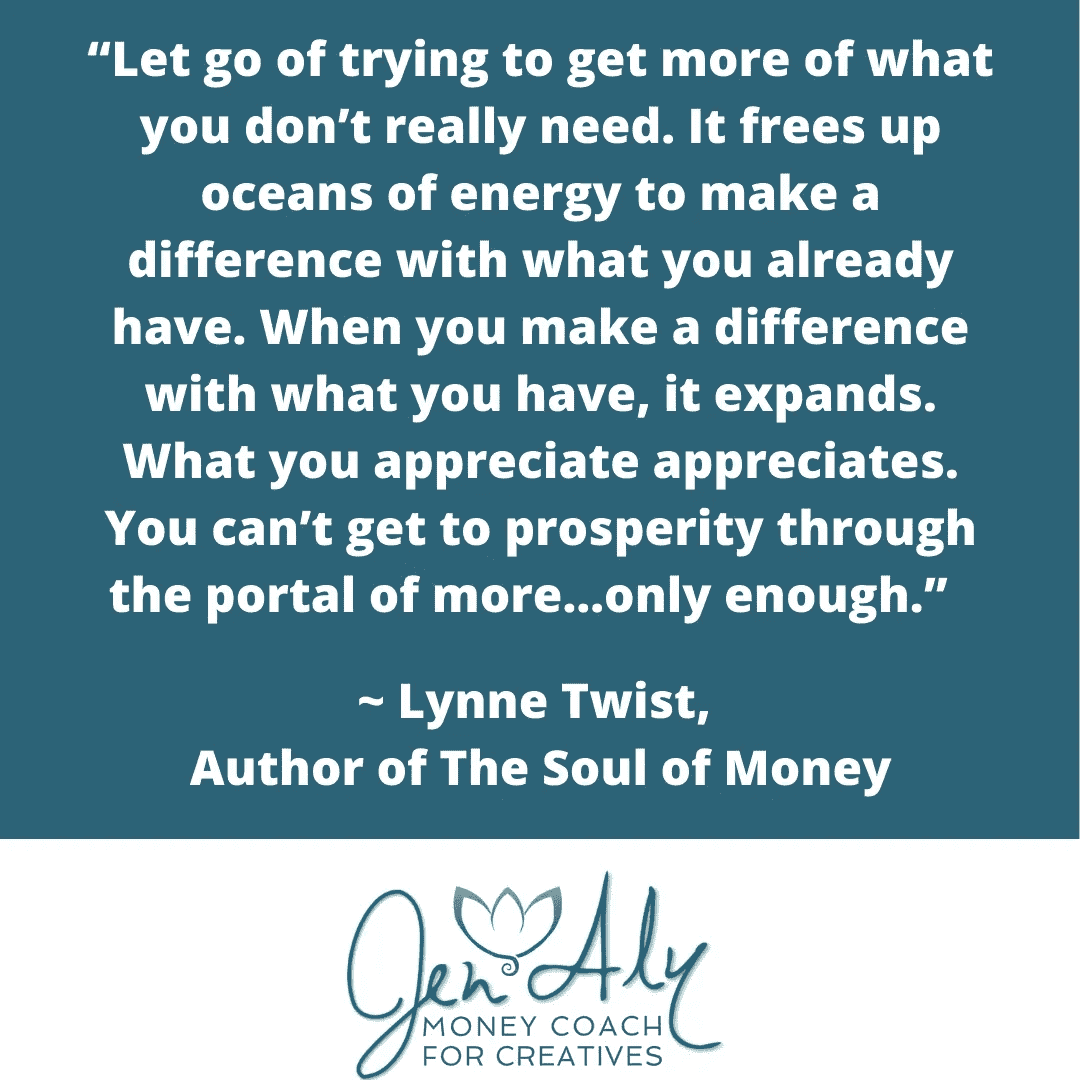 “Let go of trying to get more of what
you don’t really need. It frees up
oceans of energy to make a
difference with what you already
have. When you make a difference
with what you have, it expands.
What you appreciate appreciates.
You can’t get to prosperity through
the portal of more...only enough.”
~ Lynne Twist,
Author of The Soul of Money
Jen Aly
MONEY COACH
FOR CREATIVES